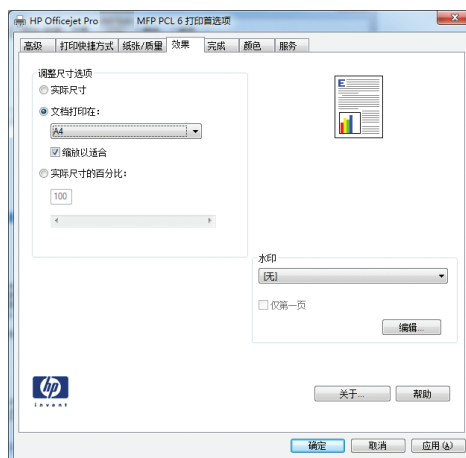 HP Officejet Pro MFP PCL 6 打印首选项
高级 打印快捷方式 纸张/质量 效果 完成 颜色 服务
调整尺寸选项
实际尺寸
文档打印在:
A4
缩放以适合
实际尺寸的百分比:
100
E
水印
[无]
仅第一页
编辑...
hp
invent
关于... 帮助
确定 取消 应用(A)